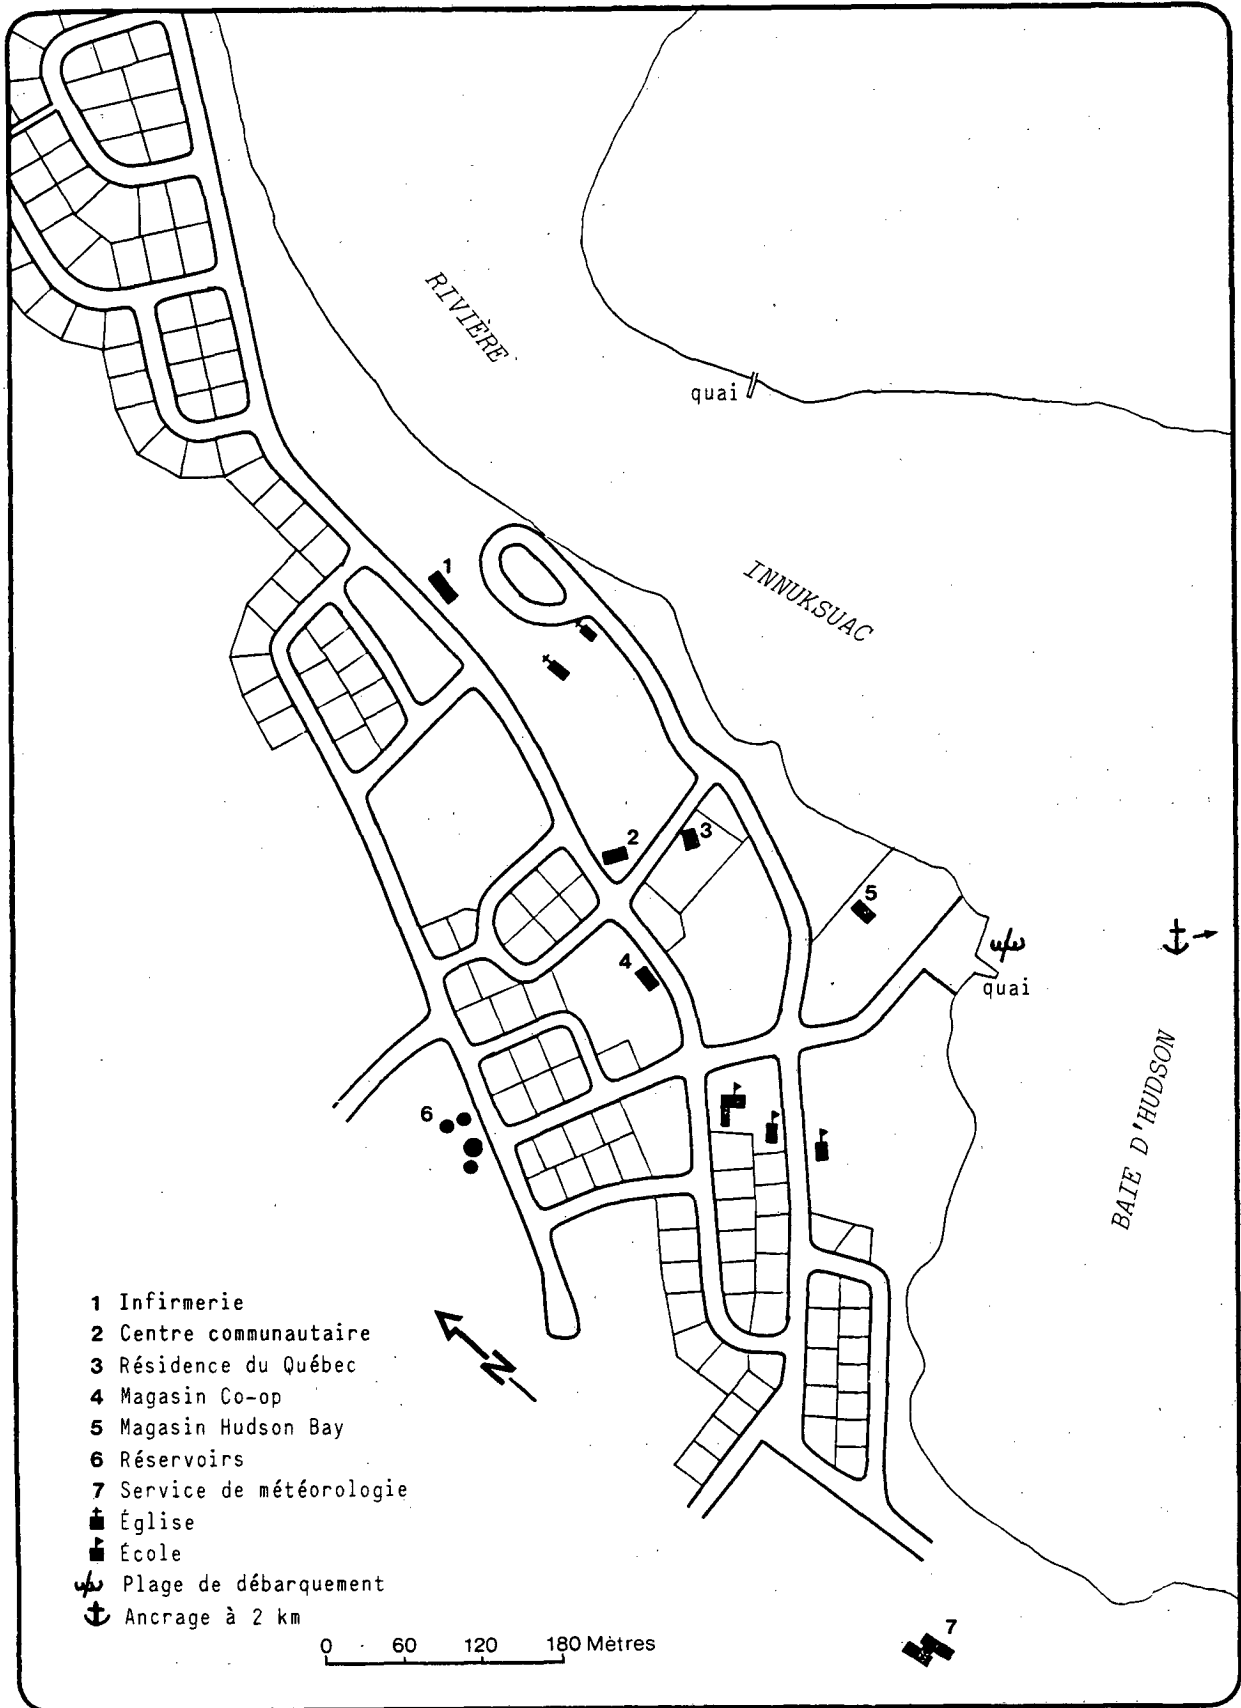 RIVIÈRE
quai
1
INNUKSUAC
2
3
5
4
quai
BAIE D'HUDSON
6
1 Infirmerie
2 Centre communautaire
3 Résidence du Québec
4 Magasin Co-op
5 Magasin Hudson Bay
6 Réservoirs
7 Service de météorologie
Église
École
Plage de débarquement
Ancrage à 2 km
N
0 60 120 180 Mètres
7